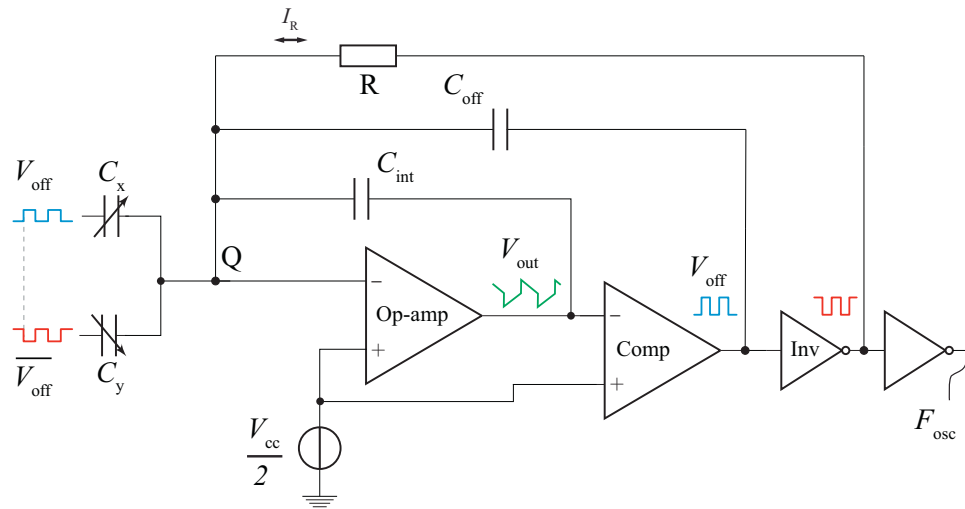 I_R
R
C_off
C_int
V_off
C_x
Q
V_out
V_off
−
Op-amp
+
−
Comp
+
Inv
V_off
C_y
V_cc
2
F_osc